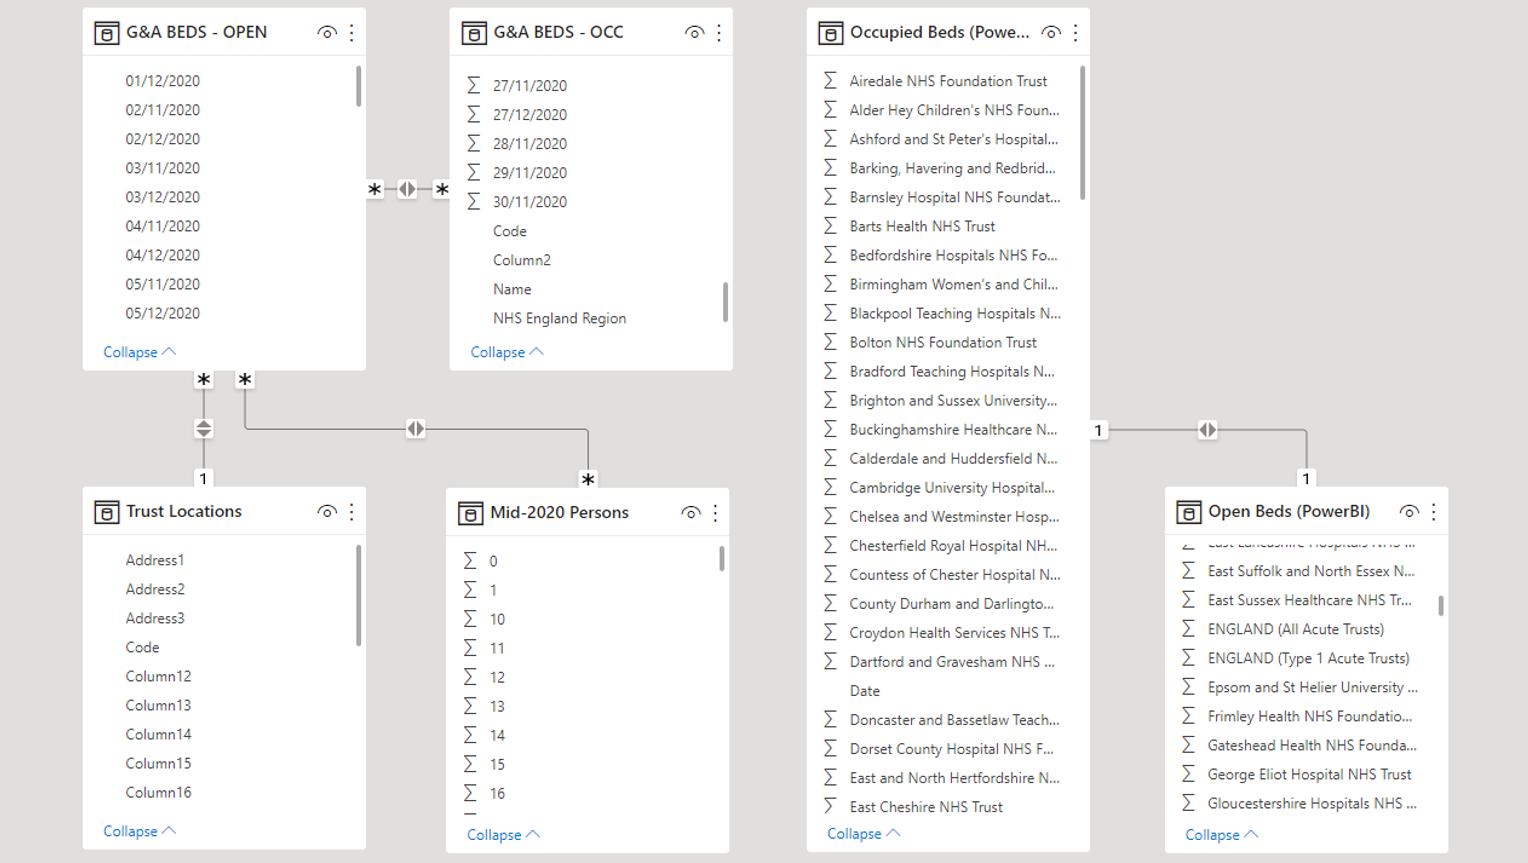 G&A BEDS - OPEN
01/12/2020
02/11/2020
02/12/2020
03/11/2020
03/12/2020
04/11/2020
04/12/2020
05/11/2020
05/12/2020
Collapse
G&A BEDS - OCC
27/11/2020
27/12/2020
28/11/2020
29/11/2020
30/11/2020
Code
Column2
Name
NHS England Region
Collapse
Occupied Beds (Powe...
Airedale NHS Foundation Trust
Alder Hey Children's NHS Foun...
Ashford and St Peter's Hospital...
Barking, Havering and Redbrid...
Barnsley Hospital NHS Foundat...
Barts Health NHS Trust
Bedfordshire Hospitals NHS Fo...
Birmingham Women's and Chil...
Blackpool Teaching Hospitals N...
Bolton NHS Foundation Trust
Bradford Teaching Hospitals N...
Brighton and Sussex University...
Buckinghamshire Healthcare N...
Calderdale and Huddersfield N...
Cambridge University Hospital...
Chelsea and Westminster Hosp...
Chesterfield Royal Hospital NH...
Countess of Chester Hospital N...
County Durham and Darlingto...
Croydon Health Services NHS T...
Dartford and Gravesham NHS ...
Date
Doncaster and Bassetlaw Teach...
Dorset County Hospital NHS F...
East and North Hertfordshire N...
East Cheshire NHS Trust
Collapse
* *
* *
1 *
1
1
Trust Locations
Address1
Address2
Address3
Code
Column12
Column13
Column14
Column15
Column16
Collapse
Mid-2020 Persons
0
1
10
11
12
13
14
15
16
Collapse
Open Beds (PowerBI)
East Lancashire Hospitals NHS ...
East Suffolk and North Essex N...
East Sussex Healthcare NHS Tr...
ENGLAND (All Acute Trusts)
ENGLAND (Type 1 Acute Trusts)
Epsom and St Helier University ...
Frimley Health NHS Foundatio...
Gateshead Health NHS Founda...
George Eliot Hospital NHS Trust
Gloucestershire Hospitals NHS ...
Collapse